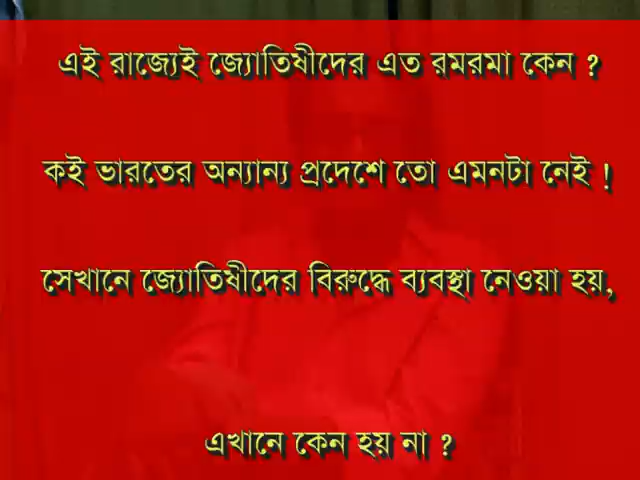 এই রাজ্যেই জ্যোতিষীদের এত রমরমা কেন ?
কই ভারতের অন্যান্য প্রদেশে তো এমনটা নেই !
সেখানে জ্যোতিষীদের বিরুদ্ধে ব্যবস্থা নেওয়া হয়,
এখানে কেন হয় না ?